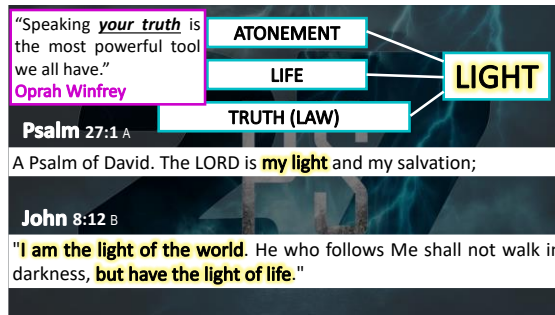 “Speaking your truth is
the most powerful tool
we all have.”
Oprah Winfrey
ATONEMENT
LIFE
TRUTH (LAW)
LIGHT
Psalm 27:1 A
A Psalm of David. The LORD is my light and my salvation;
John 8:12 B
"I am the light of the world. He who follows Me shall not walk in
darkness, but have the light of life."